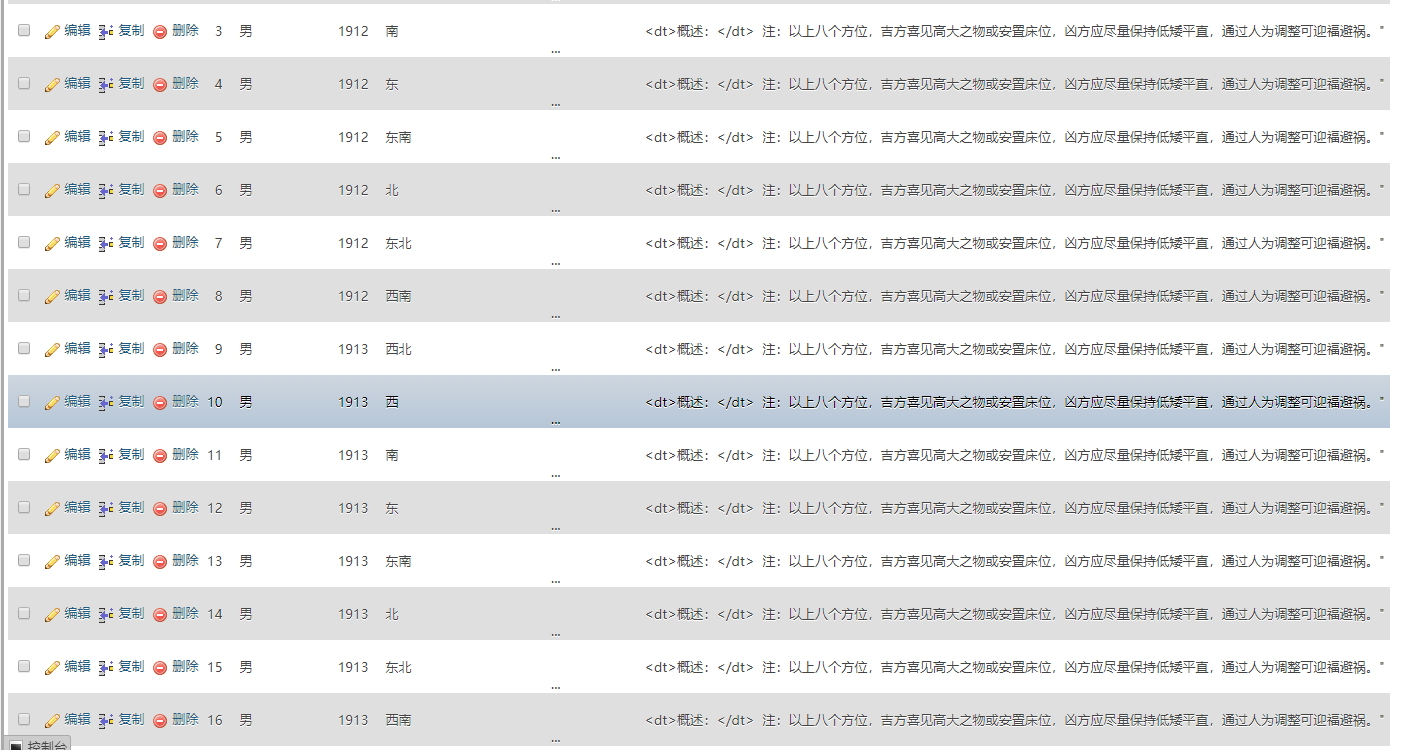 ...
编辑 复制 删除 3 男 1912 南 <dt>概述：</dt> 注：以上八个方位，吉方喜见高大之物或安置床位，凶方应尽量保持低矮平直，通过人为调整可迎福避祸。"
...
编辑 复制 删除 4 男 1912 东 <dt>概述：</dt> 注：以上八个方位，吉方喜见高大之物或安置床位，凶方应尽量保持低矮平直，通过人为调整可迎福避祸。"
...
编辑 复制 删除 5 男 1912 东南 <dt>概述：</dt> 注：以上八个方位，吉方喜见高大之物或安置床位，凶方应尽量保持低矮平直，通过人为调整可迎福避祸。"
...
编辑 复制 删除 6 男 1912 北 <dt>概述：</dt> 注：以上八个方位，吉方喜见高大之物或安置床位，凶方应尽量保持低矮平直，通过人为调整可迎福避祸。"
...
编辑 复制 删除 7 男 1912 东北 <dt>概述：</dt> 注：以上八个方位，吉方喜见高大之物或安置床位，凶方应尽量保持低矮平直，通过人为调整可迎福避祸。"
...
编辑 复制 删除 8 男 1912 西南 <dt>概述：</dt> 注：以上八个方位，吉方喜见高大之物或安置床位，凶方应尽量保持低矮平直，通过人为调整可迎福避祸。"
...
编辑 复制 删除 9 男 1913 西北 <dt>概述：</dt> 注：以上八个方位，吉方喜见高大之物或安置床位，凶方应尽量保持低矮平直，通过人为调整可迎福避祸。"
...
编辑 复制 删除 10 男 1913 西 <dt>概述：</dt> 注：以上八个方位，吉方喜见高大之物或安置床位，凶方应尽量保持低矮平直，通过人为调整可迎福避祸。"
...
编辑 复制 删除 11 男 1913 南 <dt>概述：</dt> 注：以上八个方位，吉方喜见高大之物或安置床位，凶方应尽量保持低矮平直，通过人为调整可迎福避祸。"
...
编辑 复制 删除 12 男 1913 东 <dt>概述：</dt> 注：以上八个方位，吉方喜见高大之物或安置床位，凶方应尽量保持低矮平直，通过人为调整可迎福避祸。"
...
编辑 复制 删除 13 男 1913 东南 <dt>概述：</dt> 注：以上八个方位，吉方喜见高大之物或安置床位，凶方应尽量保持低矮平直，通过人为调整可迎福避祸。"
...
编辑 复制 删除 14 男 1913 北 <dt>概述：</dt> 注：以上八个方位，吉方喜见高大之物或安置床位，凶方应尽量保持低矮平直，通过人为调整可迎福避祸。"
...
编辑 复制 删除 15 男 1913 东北 <dt>概述：</dt> 注：以上八个方位，吉方喜见高大之物或安置床位，凶方应尽量保持低矮平直，通过人为调整可迎福避祸。"
...
编辑 复制 删除 16 男 1913 西南 <dt>概述：</dt> 注：以上八个方位，吉方喜见高大之物或安置床位，凶方应尽量保持低矮平直，通过人为调整可迎福避祸。"
...
控制台